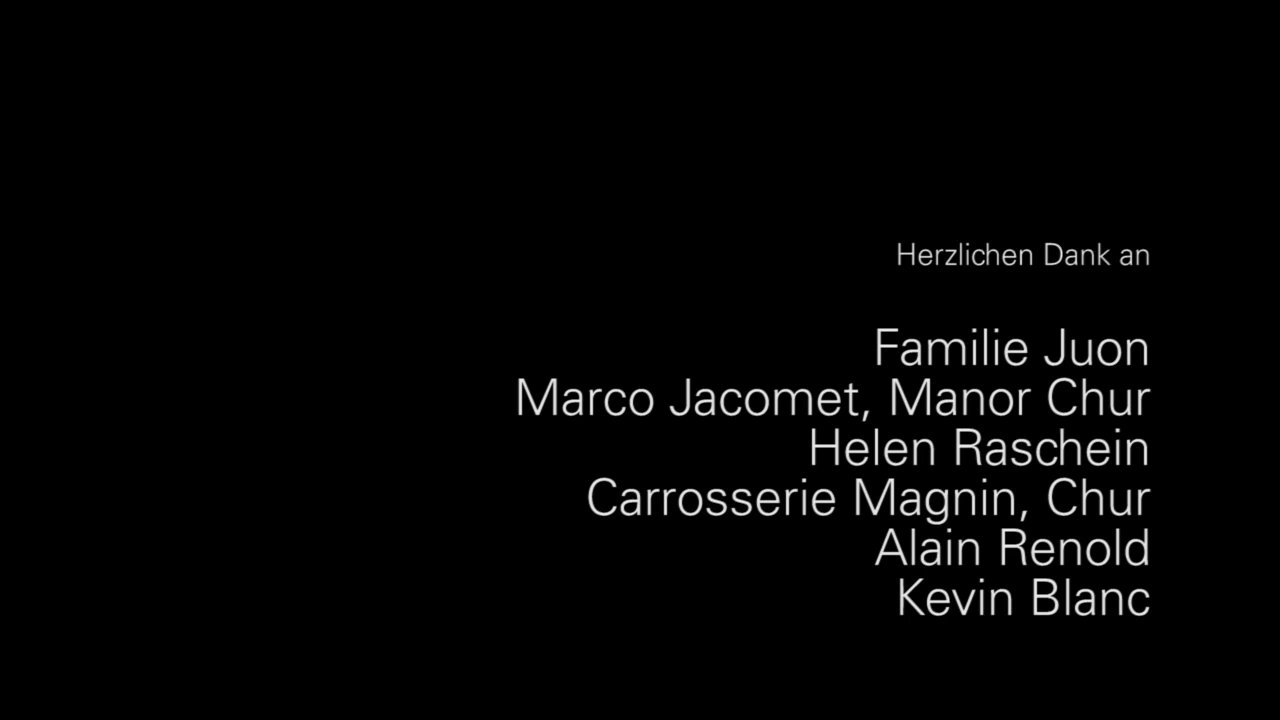 Herzlichen Dank an
Familie Juon
Marco Jacomet, Manor Chur
Helen Raschein
Carrosserie Magnin, Chur
Alain Renold
Kevin Blanc